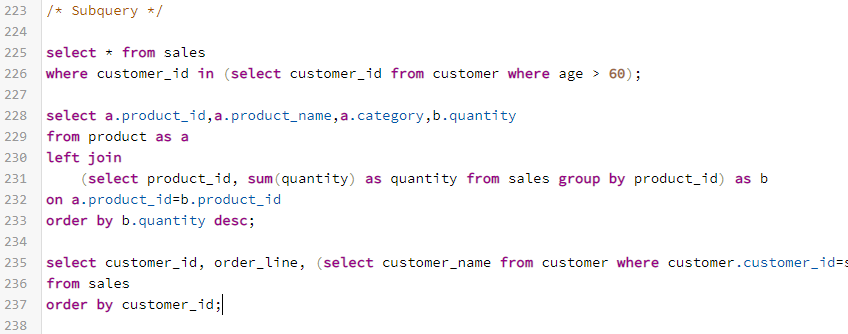 223 /* Subquery */
224
225 select * from sales
226 where customer_id in (select customer_id from customer where age > 60);
227
228 select a.product_id,a.product_name,a.category,b.quantity
229 from product as a
230 left join
231     (select product_id, sum(quantity) as quantity from sales group by product_id) as b
232 on a.product_id=b.product_id
233 order by b.quantity desc;
234
235 select customer_id, order_line, (select customer_name from customer where customer.customer_id=s
236 from sales
237 order by customer_id;
238